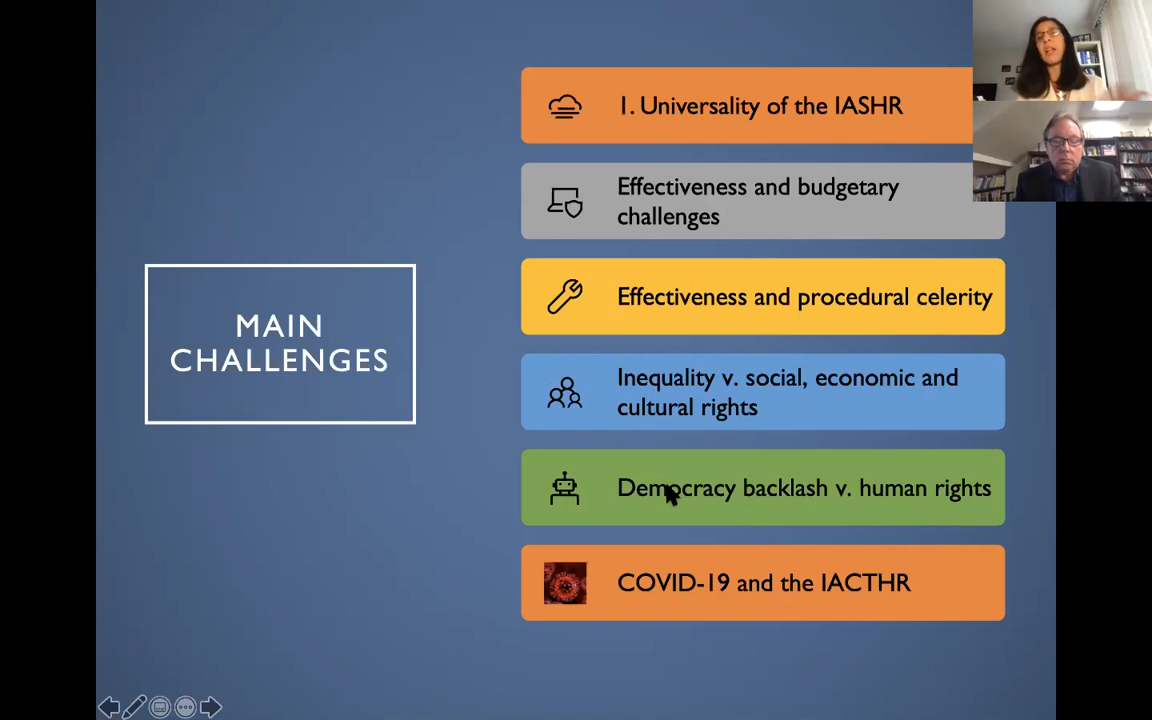 MAIN
CHALLENGES
1. Universality of the IASHR
Effectiveness and budgetary
challenges
Effectiveness and procedural celerity
Inequality v. social, economic and
cultural rights
Democracy backlash v. human rights
COVID-19 and the IACTHR